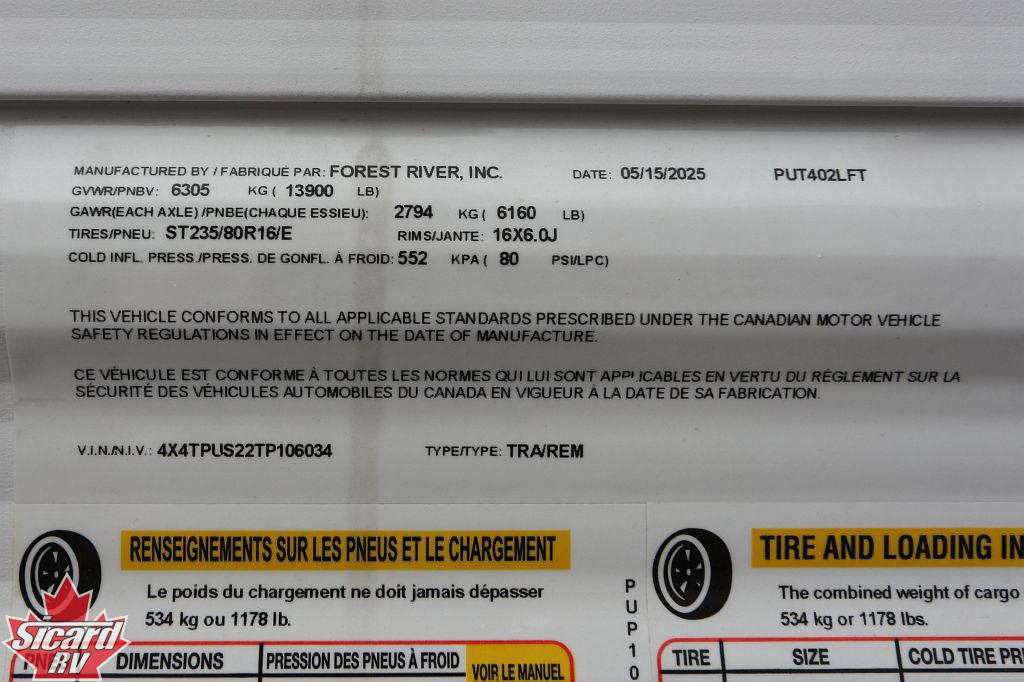 MANUFACTURED BY / FABRIQUÉ PAR: FOREST RIVER, INC. DATE: 05/15/2025 PUT402LFT
GVWR/PNBV: 6305 KG ( 13900 LB)
GAWR(EACH AXLE) /PNBE(CHAQUE ESSIEU): 2794 KG ( 6160 LB)
TIRES/PNEU: ST235/80R16/E RIMS/JANTE: 16X6.0J
COLD INFL. PRESS./PRESS. DE GONFL. À FROID: 552 KPA ( 80 PSI/LPC)
THIS VEHICLE CONFORMS TO ALL APPLICABLE STANDARDS PRESCRIBED UNDER THE CANADIAN MOTOR VEHICLE
SAFETY REGULATIONS IN EFFECT ON THE DATE OF MANUFACTURE.
CE VÉHICULE EST CONFORME À TOUTES LES NORMES QUI LUI SONT APPLICABLES EN VERTU DU RÉGLEMENT SUR LA
SÉCURITÉ DES VÉHICULES AUTOMOBILES DU CANADA EN VIGUEUR À LA DATE DE SA FABRICATION.
V.I.N./N.I.V.: 4X4TPUS22TP106034 TYPE/TYPE: TRA/REM
RENSEIGNEMENTS SUR LES PNEUS ET LE CHARGEMENT
Le poids du chargement ne doit jamais dépasser
534 kg ou 1178 lb.
PNEU DIMENSIONS PRESSION DES PNEUS À FROID VOIR LE MANUEL
PUP10
TIRE AND LOADING IN
The combined weight of cargo
534 kg or 1178 lbs.
TIRE SIZE COLD TIRE PRE
Sicard
RV